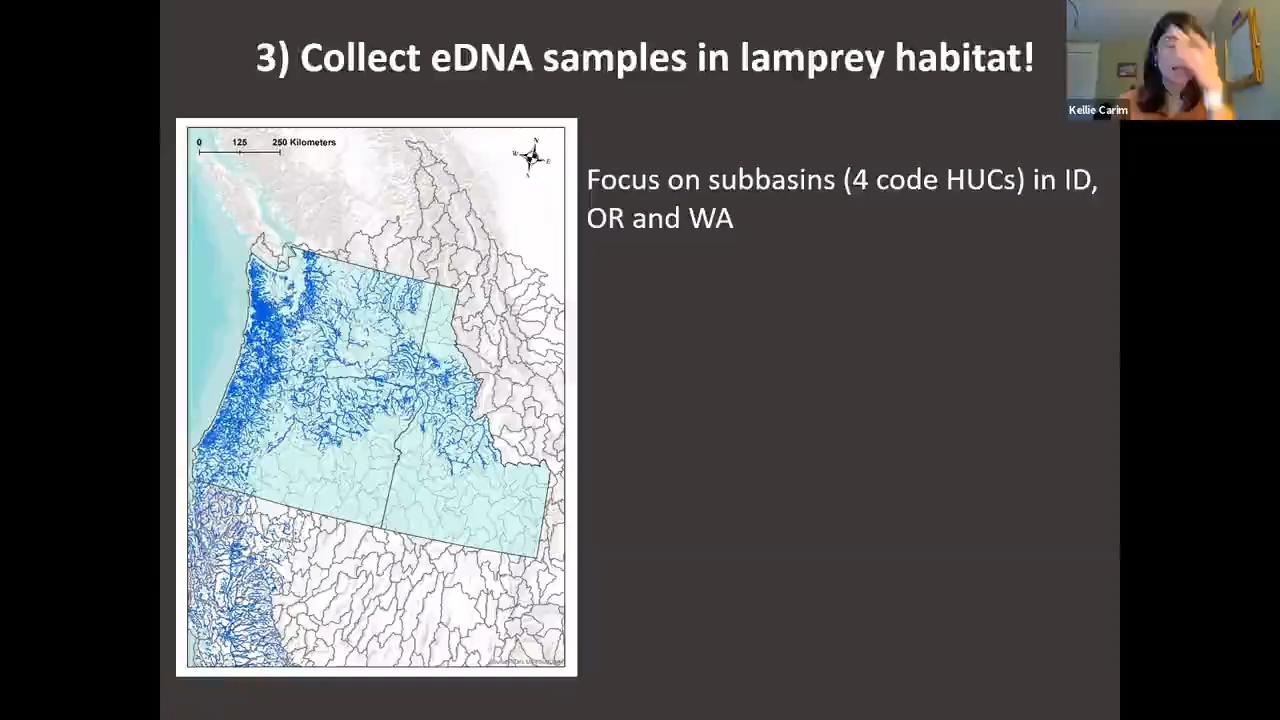 3) Collect eDNA samples in lamprey habitat!
Kellie Carim
0 125 250 Kilometers
N
W E
S
Focus on subbasins (4 code HUCs) in ID,
OR and WA